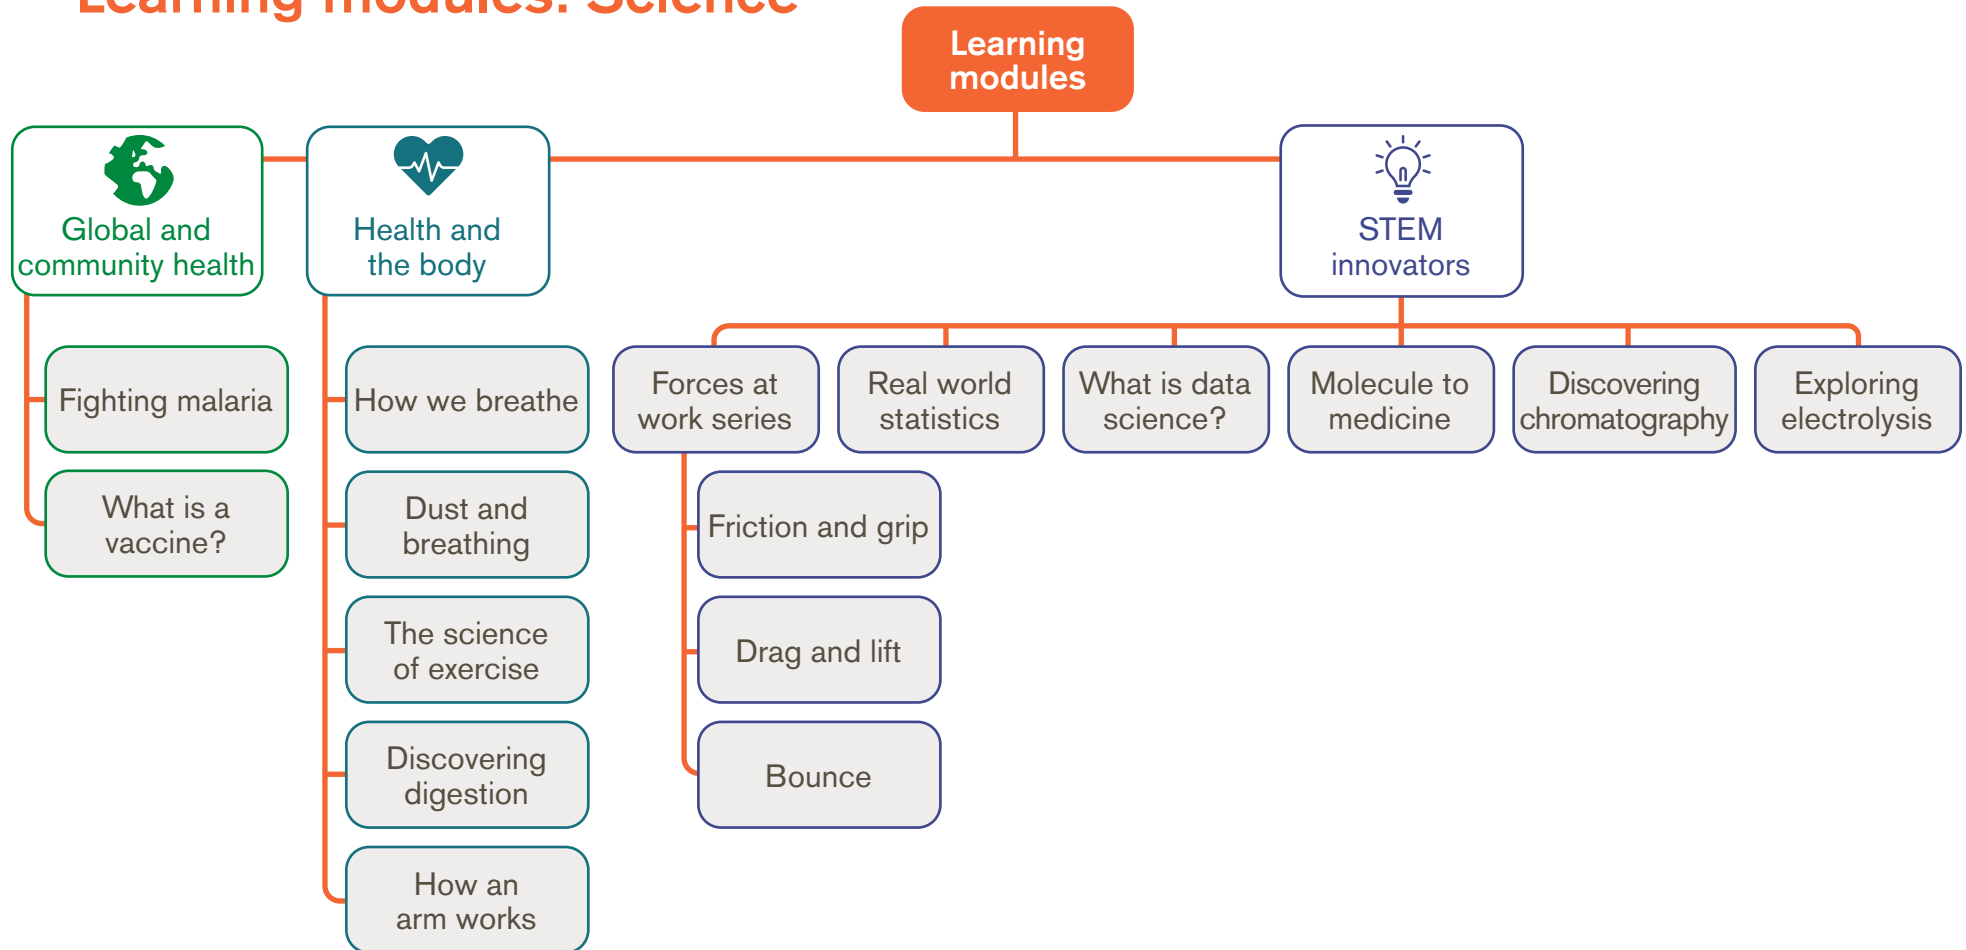 Learning modules: Science
Learning
modules
Global and
community health
Health and
the body
STEM
innovators
Fighting malaria
What is a
vaccine?
How we breathe
Dust and
breathing
The science
of exercise
Discovering
digestion
How an
arm works
Forces at
work series
Real world
statistics
What is data
science?
Molecule to
medicine
Discovering
chromatography
Exploring
electrolysis
Friction and grip
Drag and lift
Bounce